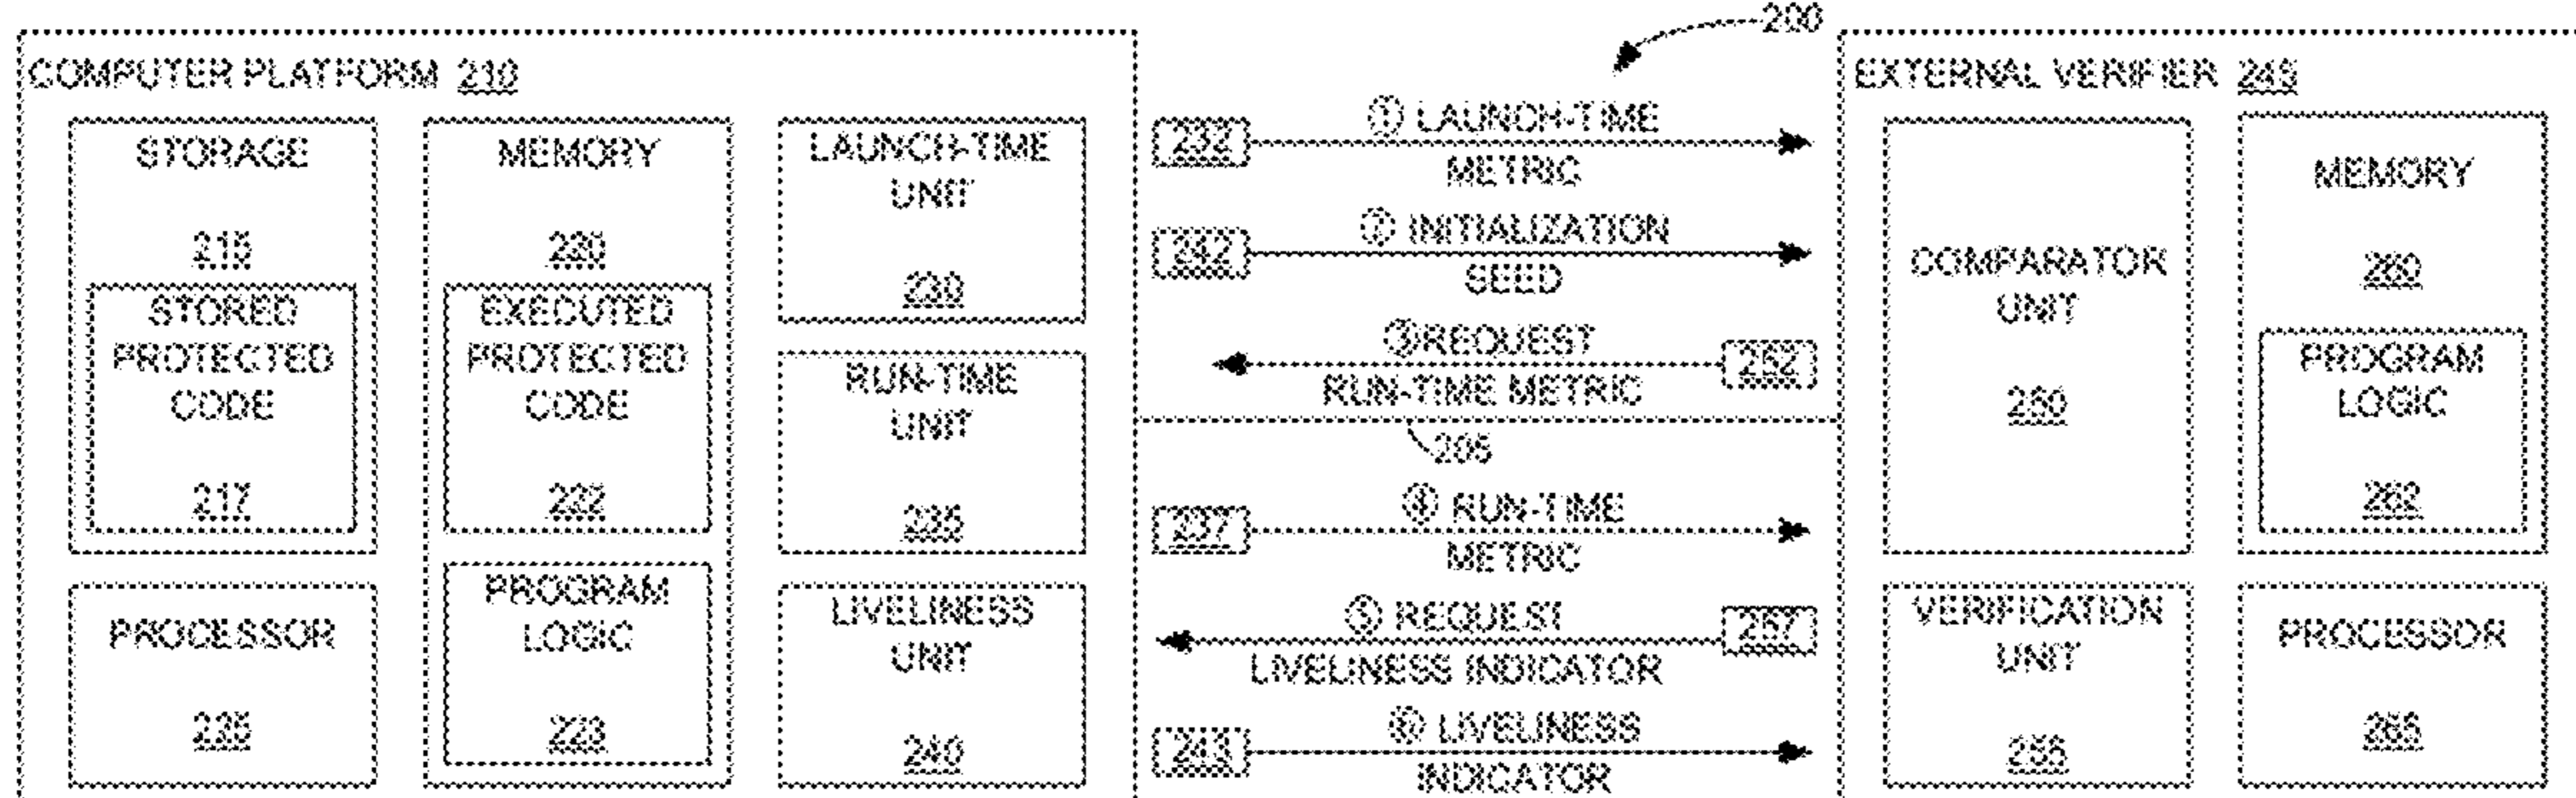 200
COMPUTER PLATFORM 210
STORAGE
215
STORED
PROTECTED
CODE
217
PROCESSOR
225
MEMORY
220
EXECUTED
PROTECTED
CODE
222
PROGRAM
LOGIC
223
LAUNCH-TIME
UNIT
230
RUN-TIME
UNIT
235
LIVELINESS
UNIT
240
232
① LAUNCH-TIME
METRIC
242
② INITIALIZATION
SEED
③ REQUEST
252
RUN-TIME METRIC
205
237
④ RUN-TIME
METRIC
⑤ REQUEST
257
LIVELINESS INDICATOR
243
⑥ LIVELINESS
INDICATOR
EXTERNAL VERIFIER 245
COMPARATOR
UNIT
250
VERIFICATION
UNIT
255
MEMORY
260
PROGRAM
LOGIC
262
PROCESSOR
265